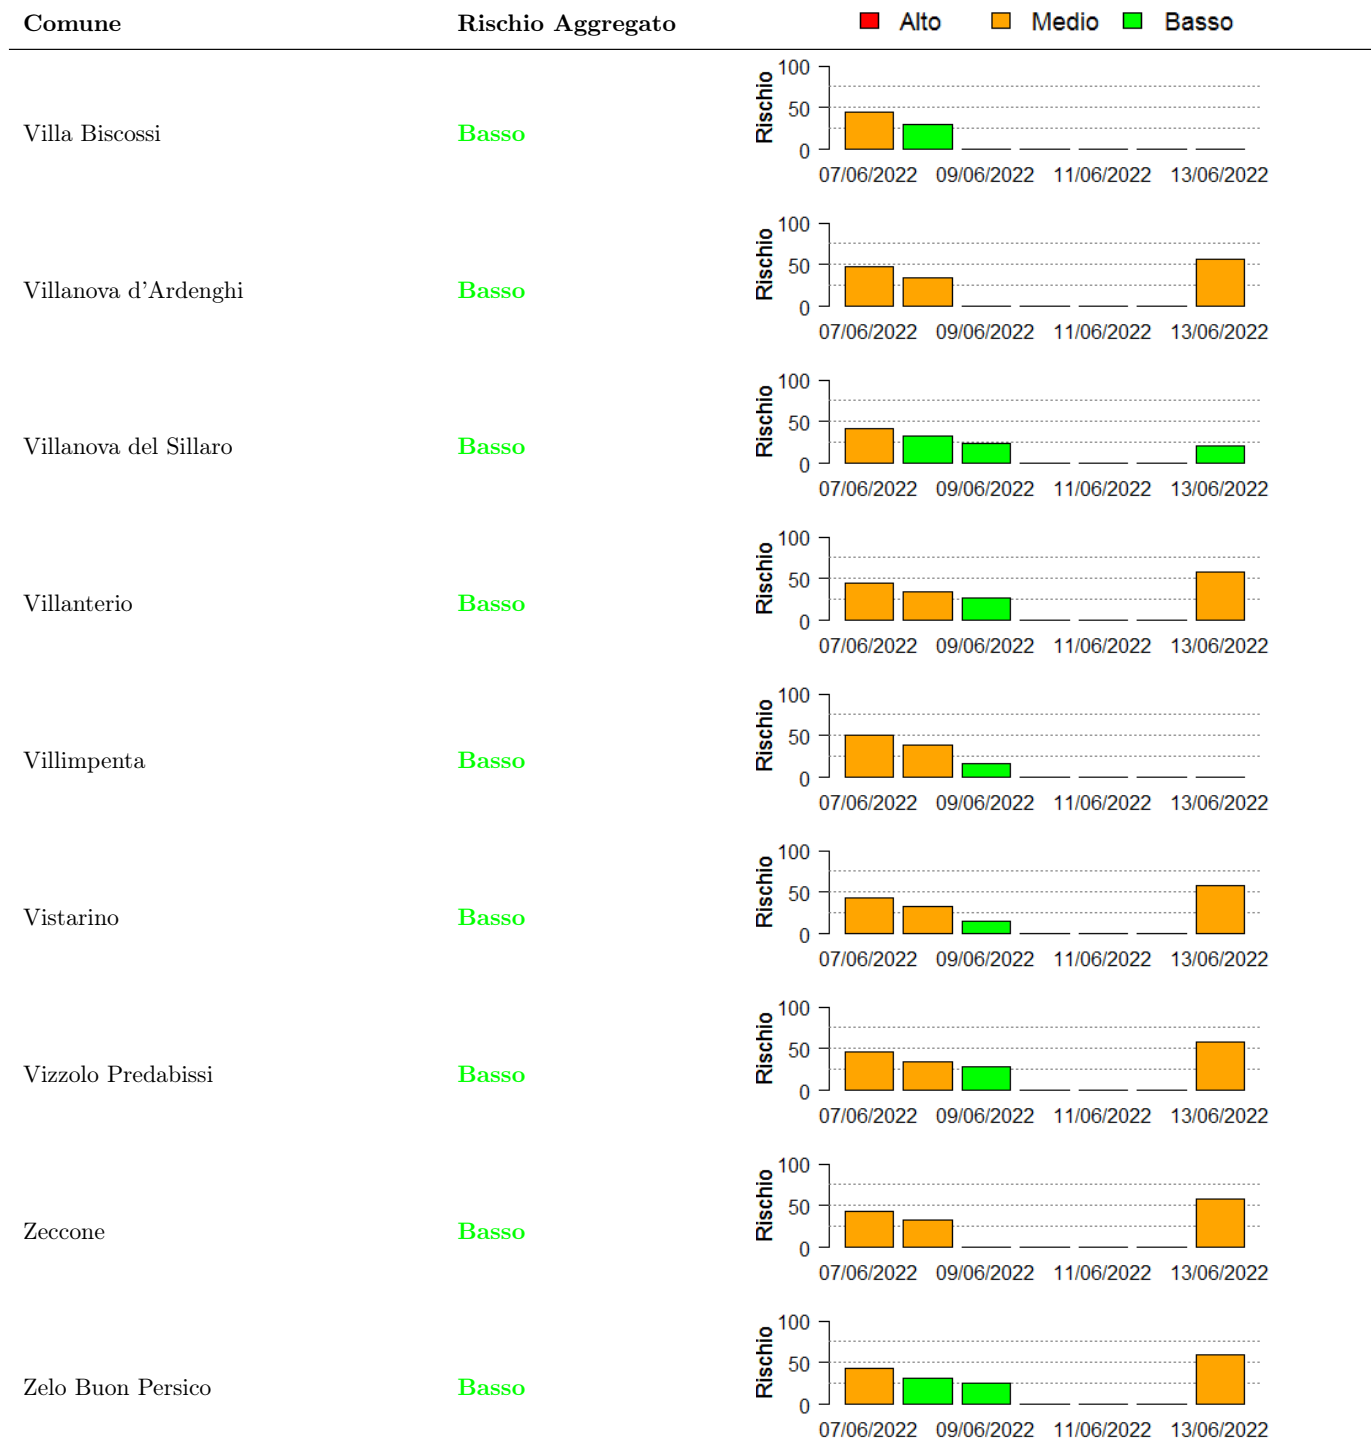 Comune Rischio Aggregato Alto Medio Basso
100
50
0
Rischio
Villa Biscossi Basso
07/06/2022 09/06/2022 11/06/2022 13/06/2022
100
50
0
Rischio
Villanova d'Ardenghi Basso
07/06/2022 09/06/2022 11/06/2022 13/06/2022
100
50
0
Rischio
Villanova del Sillaro Basso
07/06/2022 09/06/2022 11/06/2022 13/06/2022
100
50
0
Rischio
Villanterio Basso
07/06/2022 09/06/2022 11/06/2022 13/06/2022
100
50
0
Rischio
Villimpenta Basso
07/06/2022 09/06/2022 11/06/2022 13/06/2022
100
50
0
Rischio
Vistarino Basso
07/06/2022 09/06/2022 11/06/2022 13/06/2022
100
50
0
Rischio
Vizzolo Predabissi Basso
07/06/2022 09/06/2022 11/06/2022 13/06/2022
100
50
0
Rischio
Zeccone Basso
07/06/2022 09/06/2022 11/06/2022 13/06/2022
100
50
0
Rischio
Zelo Buon Persico Basso
07/06/2022 09/06/2022 11/06/2022 13/06/2022